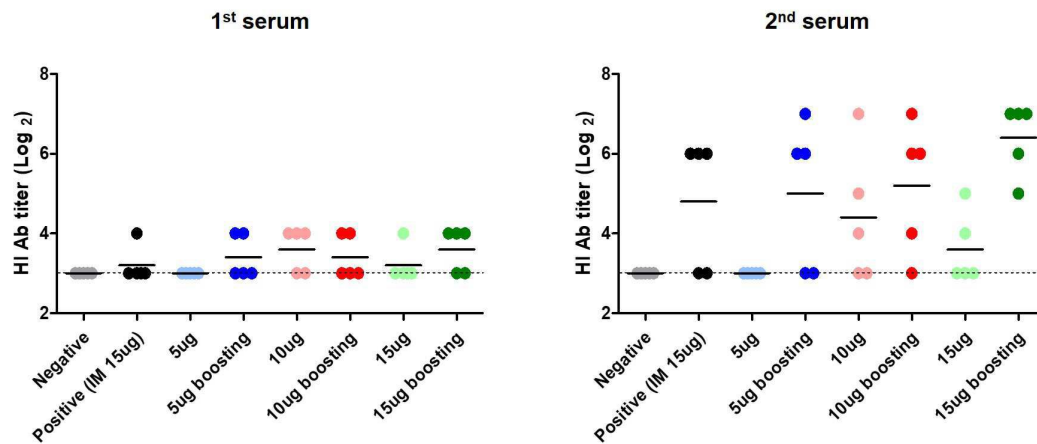 1st serum
HI Ab titer (Log 2)
8
6
4
2
Negative
Positive (IM 15ug)
5ug
5ug boosting
10ug
10ug boosting
15ug
15ug boosting
2nd serum
HI Ab titer (Log 2)
8
6
4
2
Negative
Positive (IM 15ug)
5ug
5ug boosting
10ug
10ug boosting
15ug
15ug boosting